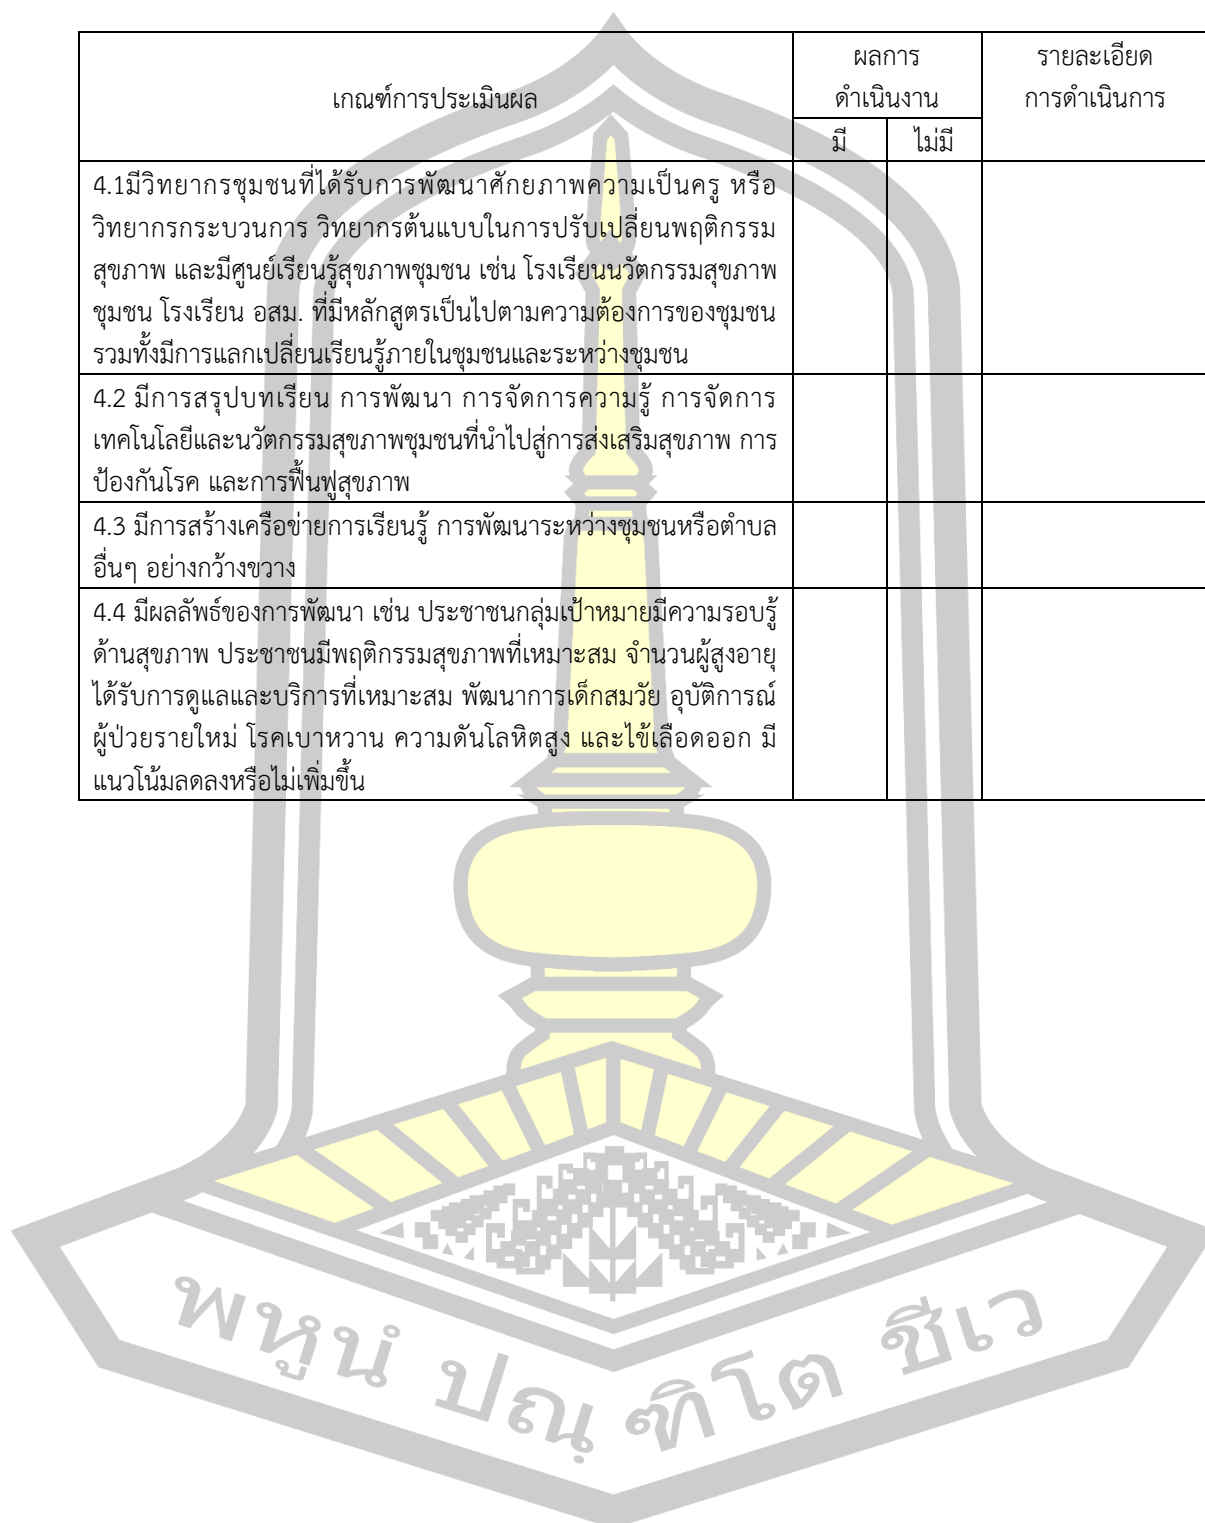 เกณฑ์การประเมินผล
ผลการ
ดำเนินงาน
รายละเอียด
การดำเนินการ
มี
ไม่มี
4.1มีวิทยากรชุมชนที่ได้รับการพัฒนาศักยภาพความเป็นครู หรือ
วิทยากรกระบวนการ วิทยากรต้นแบบในการปรับเปลี่ยนพฤติกรรม
สุขภาพ และมีศูนย์เรียนรู้สุขภาพชุมชน เช่น โรงเรียนนวัตกรรมสุขภาพ
ชุมชน โรงเรียน อสม. ที่มีหลักสูตรเป็นไปตามความต้องการของชุมชน
รวมทั้งมีการแลกเปลี่ยนเรียนรู้ภายในชุมชนและระหว่างชุมชน
4.2 มีการสรุปบทเรียน การพัฒนา การจัดการความรู้ การจัดการ
เทคโนโลยีและนวัตกรรมสุขภาพชุมชนที่นำไปสู่การส่งเสริมสุขภาพ การ
ป้องกันโรค และการฟื้นฟูสุขภาพ
4.3 มีการสร้างเครือข่ายการเรียนรู้ การพัฒนาระหว่างชุมชนหรือตำบล
อื่นๆ อย่างกว้างขวาง
4.4 มีผลลัพธ์ของการพัฒนา เช่น ประชาชนกลุ่มเป้าหมายมีความรอบรู้
ด้านสุขภาพ ประชาชนมีพฤติกรรมสุขภาพที่เหมาะสม จำนวนผู้สูงอายุ
ได้รับการดูแลและบริการที่เหมาะสม พัฒนาการเด็กสมวัย อุบัติการณ์
ผู้ป่วยรายใหม่ โรคเบาหวาน ความดันโลหิตสูง และไข้เลือดออก มี
แนวโน้มลดลงหรือไม่เพิ่มขึ้น
พหูนํ ปณฺฑิโต ชีเว